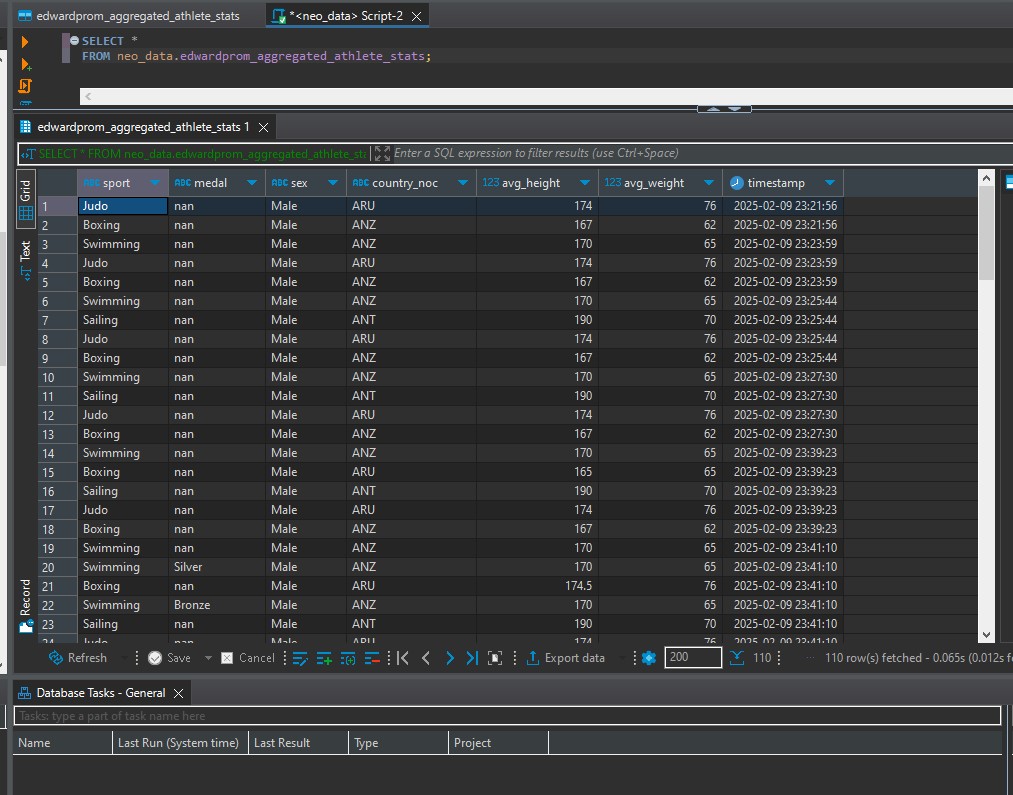 edwardprom_aggregated_athlete_stats *<neo_data> Script-2
SELECT *
FROM neo_data.edwardprom_aggregated_athlete_stats;
edwardprom_aggregated_athlete_stats 1
SELECT * FROM neo_data.edwardprom_aggregated_athlete_st Enter a SQL expression to filter results (use Ctrl+Space)
Grid
Text
Record
ABC sport ABC medal ABC sex ABC country_noc 123 avg_height 123 avg_weight timestamp
1 Judo nan Male ARU 174 76 2025-02-09 23:21:56
2 Boxing nan Male ANZ 167 62 2025-02-09 23:21:56
3 Swimming nan Male ANZ 170 65 2025-02-09 23:23:59
4 Judo nan Male ARU 174 76 2025-02-09 23:23:59
5 Boxing nan Male ANZ 167 62 2025-02-09 23:23:59
6 Swimming nan Male ANZ 170 65 2025-02-09 23:25:44
7 Sailing nan Male ANT 190 70 2025-02-09 23:25:44
8 Judo nan Male ARU 174 76 2025-02-09 23:25:44
9 Boxing nan Male ANZ 167 62 2025-02-09 23:25:44
10 Swimming nan Male ANZ 170 65 2025-02-09 23:27:30
11 Sailing nan Male ANT 190 70 2025-02-09 23:27:30
12 Judo nan Male ARU 174 76 2025-02-09 23:27:30
13 Boxing nan Male ANZ 167 62 2025-02-09 23:27:30
14 Swimming nan Male ANZ 170 65 2025-02-09 23:39:23
15 Boxing nan Male ARU 165 65 2025-02-09 23:39:23
16 Sailing nan Male ANT 190 70 2025-02-09 23:39:23
17 Judo nan Male ARU 174 76 2025-02-09 23:39:23
18 Boxing nan Male ANZ 167 62 2025-02-09 23:39:23
19 Swimming nan Male ANZ 170 65 2025-02-09 23:41:10
20 Swimming Silver Male ANZ 170 65 2025-02-09 23:41:10
21 Boxing nan Male ARU 174.5 76 2025-02-09 23:41:10
22 Swimming Bronze Male ANZ 170 65 2025-02-09 23:41:10
23 Sailing nan Male ANT 190 70 2025-02-09 23:41:10
24 Judo nan Male ARU 174 76 2025-02-09 23:41:10
Refresh Save Cancel Export data 200 110 110 row(s) fetched - 0.065s (0.012s f
Database Tasks - General
Tasks: type a part of task name here
Name Last Run (System time) Last Result Type Project